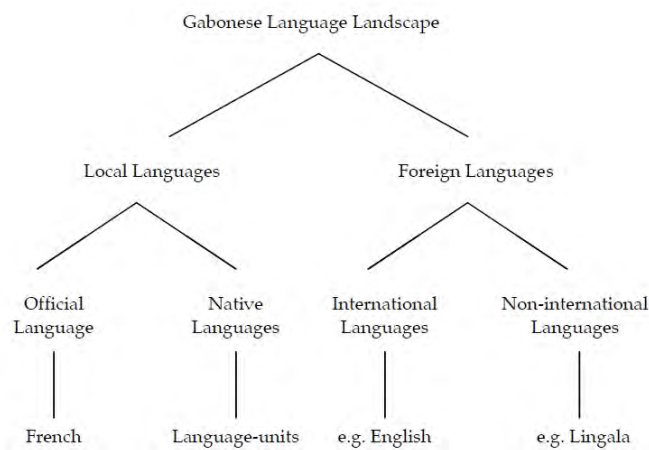 Gabonese Language Landscape
Local Languages
Foreign Languages
Official
Language
Native
Languages
International
Languages
Non-international
Languages
French
Language-units
e.g. English
e.g. Lingala